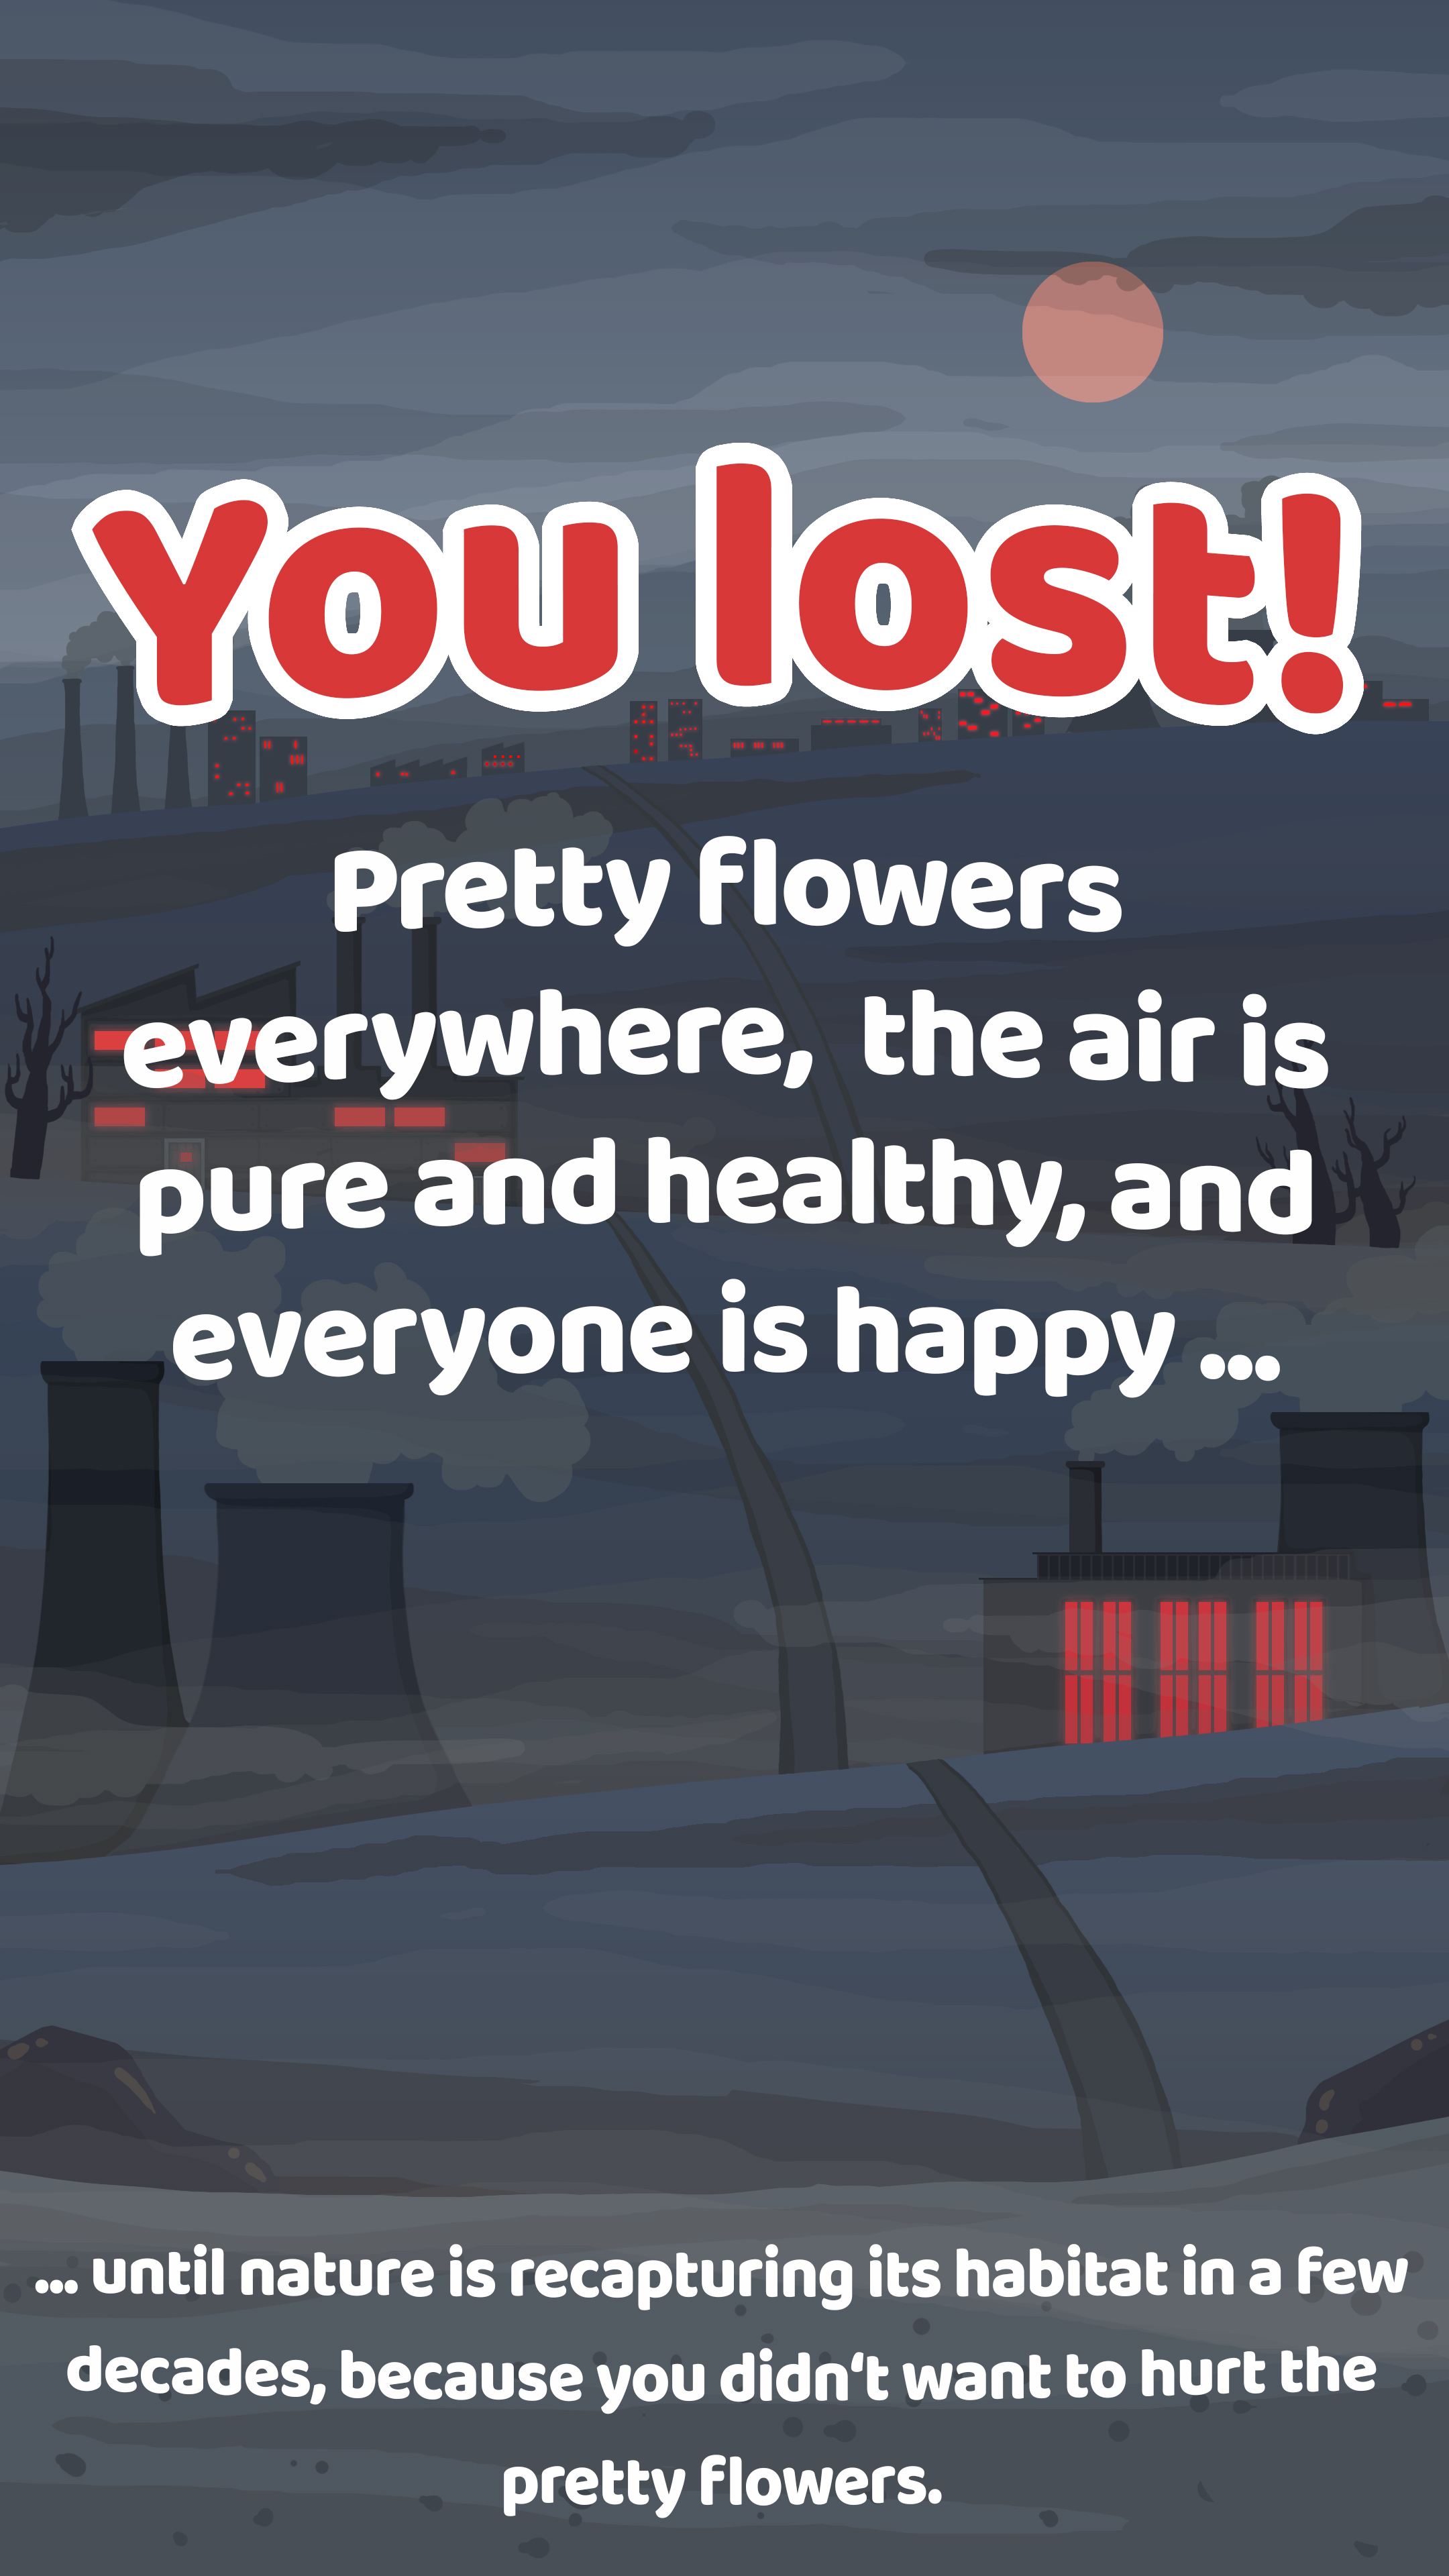 You lost!
Pretty flowers
everywhere,  the air is
pure and healthy, and
everyone is happy ...
... until nature is recapturing its habitat in a few
decades, because you didn‘t want to hurt the
pretty flowers.